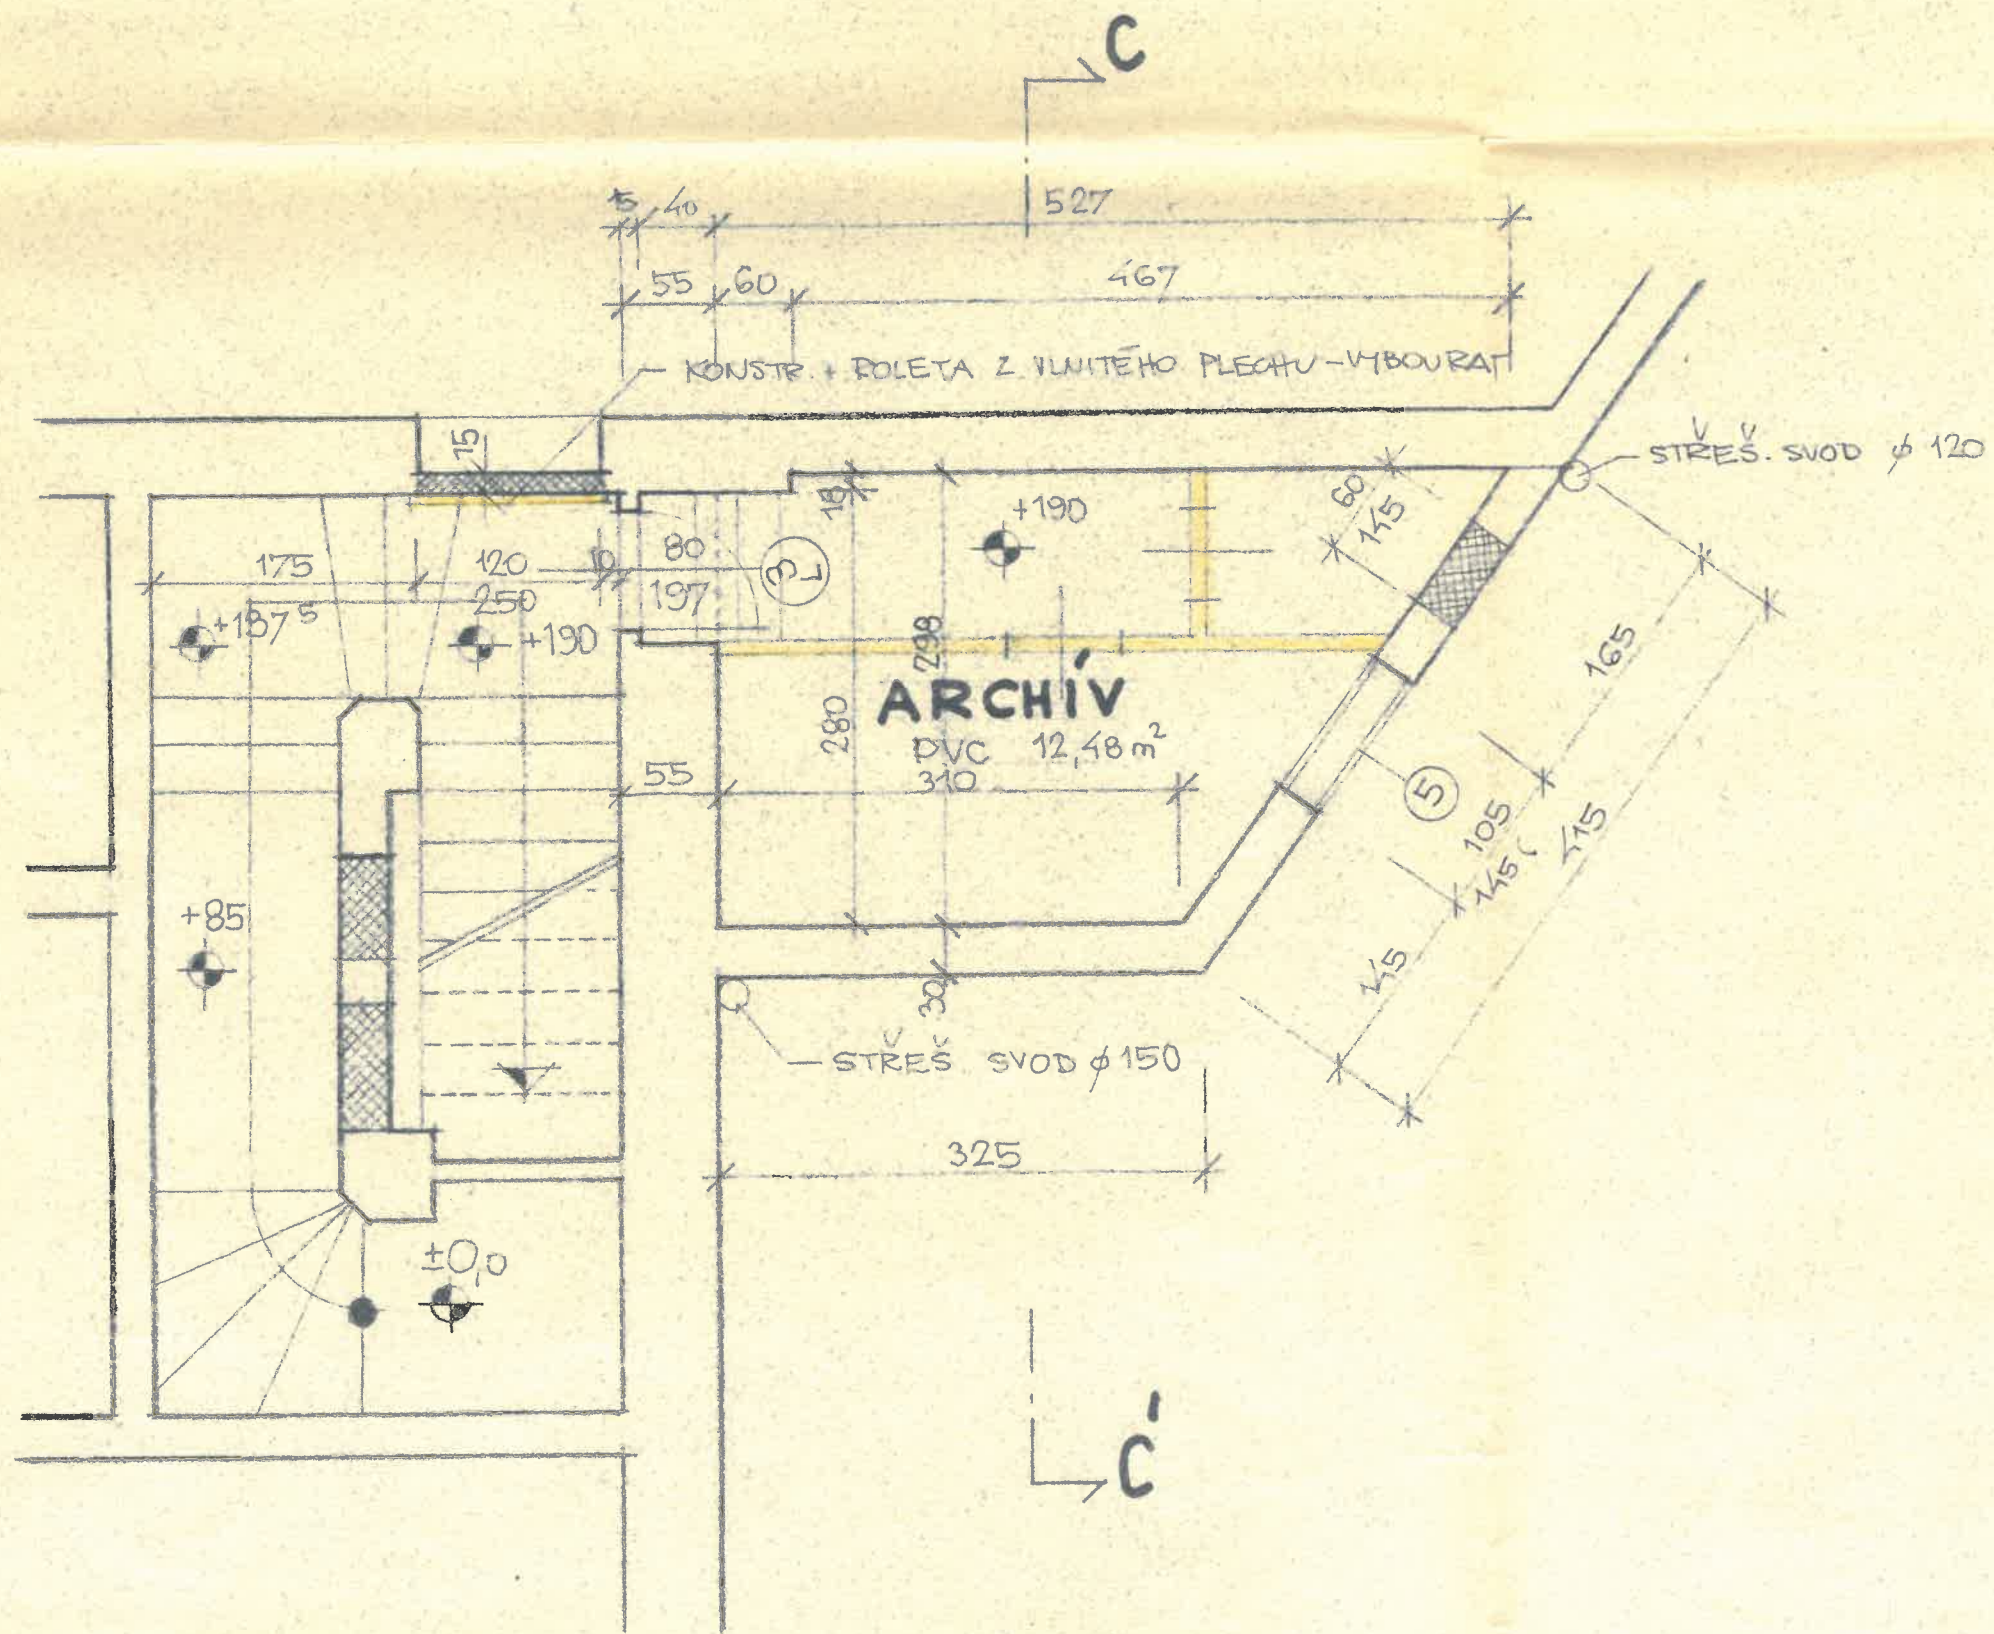 C
5 40 527
55 60 467
KONSTR. + ROLETA Z VLNITÉHO PLECHU - VYBOURAT
STŘEŠ. SVOD ϕ 120
15
18
+190
60
145
175
120
250
10
80
197
3
L
+187⁵
+190
298
280
ARCHÍV
PVC 12,48 m²
310
55
165
5
105
145
415
145
+85
30
STŘEŠ SVOD ϕ 150
325
±0,0
C'